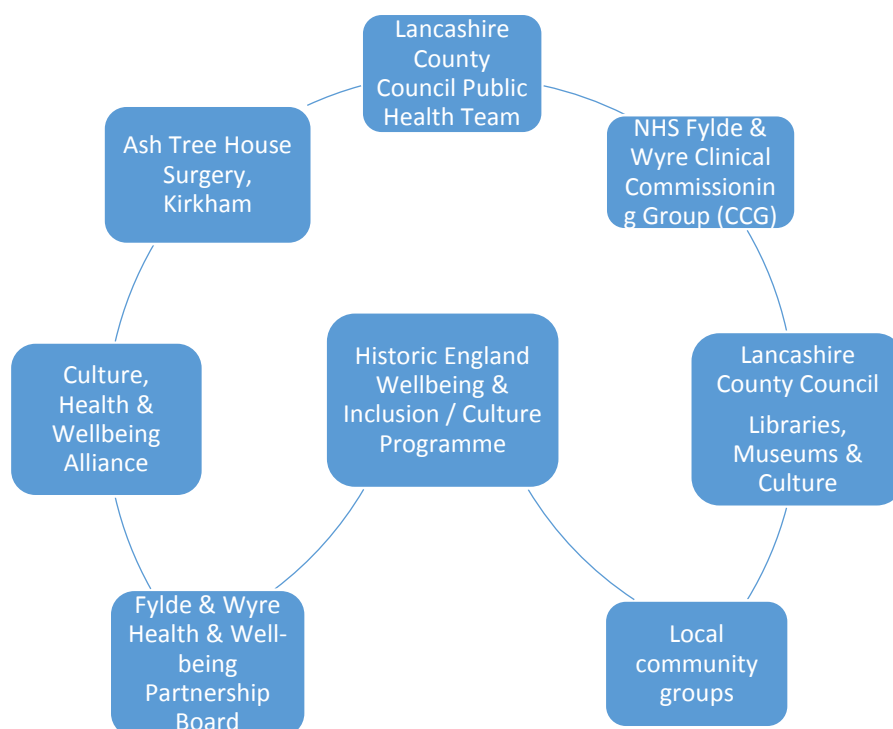 Lancashire
County
Council Public
Health Team
NHS Fylde &
Wyre Clinical
Commissionin
g Group (CCG)
Lancashire
County Council
Libraries,
Museums &
Culture
Local
community
groups
Historic England
Wellbeing &
Inclusion / Culture
Programme
Fylde & Wyre
Health & Well-
being
Partnership
Board
Culture,
Health &
Wellbeing
Alliance
Ash Tree House
Surgery,
Kirkham